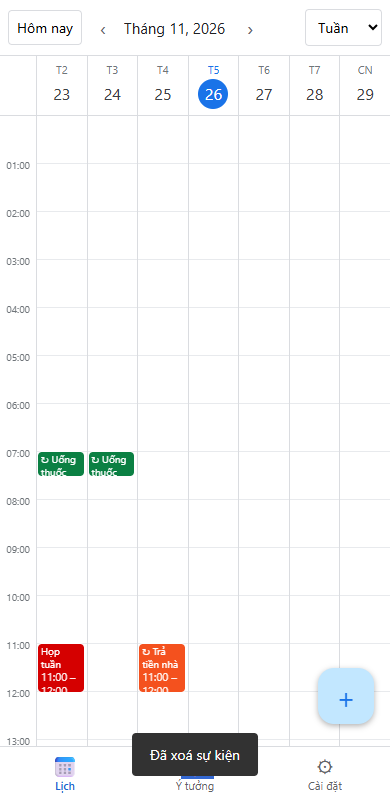 Hôm nay ‹ Tháng 11, 2026 › Tuần
T2 T3 T4 T5 T6 T7 CN
23 24 25 26 27 28 29
01:00
02:00
03:00
04:00
05:00
06:00
07:00
↻ Uống thuốc
↻ Uống thuốc
08:00
09:00
10:00
11:00
Họp
tuần
11:00 –
12:00
↻ Trả
tiền nhà
11:00 –
12:00
12:00
+
13:00
Đã xoá sự kiện
Lịch Ý tưởng Cài đặt